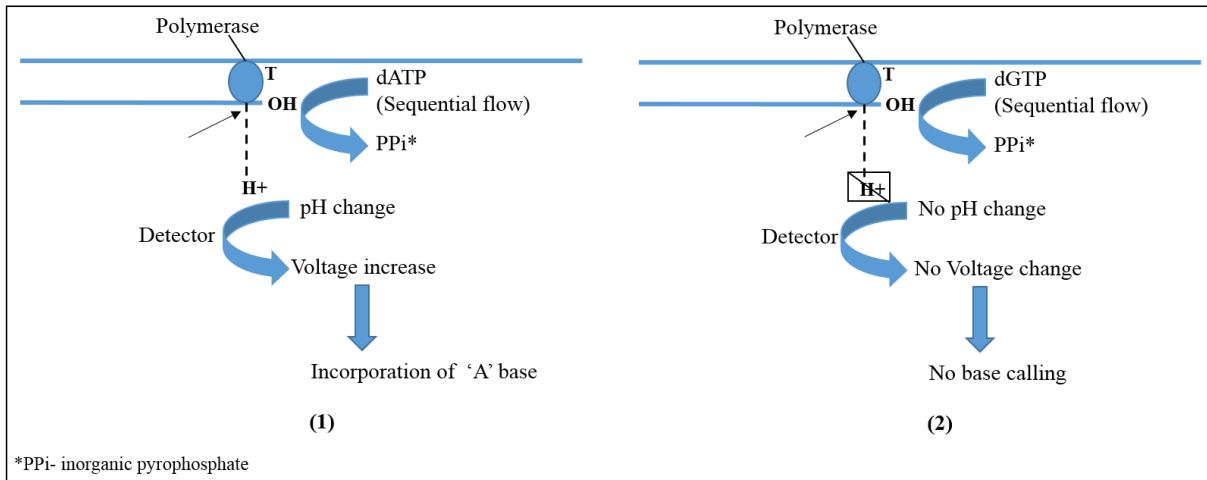 Polymerase
T
dATP
OH
(Sequential flow)
PPi*
H+
pH change
Detector
Voltage increase
Incorporation of ‘A’ base
(1)
Polymerase
T
dGTP
OH
(Sequential flow)
PPi*
H+
No pH change
Detector
No Voltage change
No base calling
(2)
*PPi- inorganic pyrophosphate